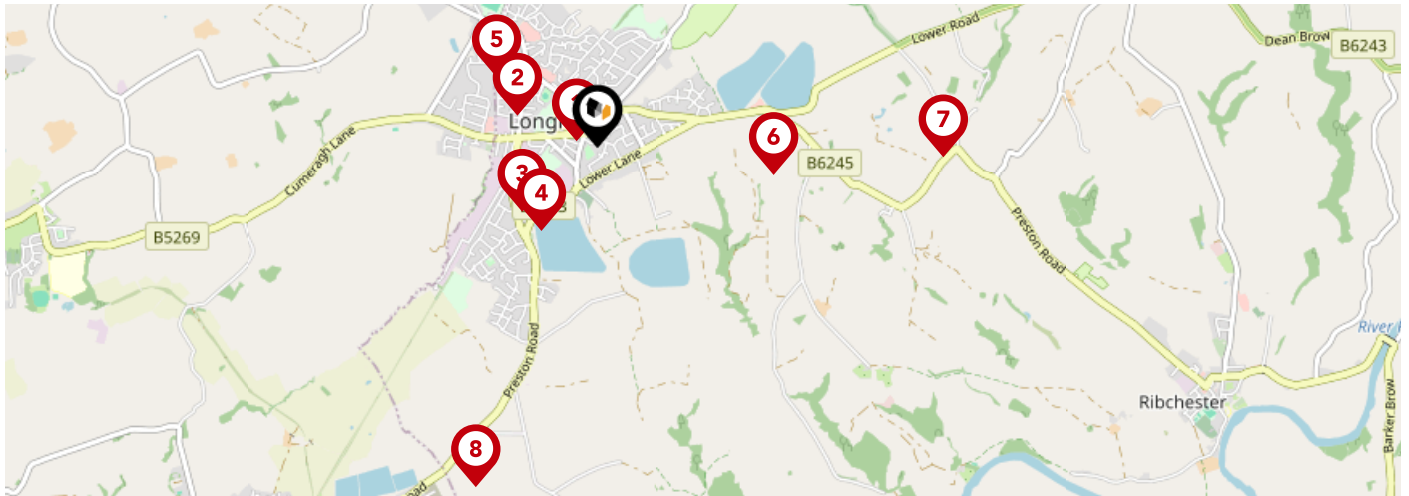 Lower Road
Dean Brow
B6243
5
2
Long
6
7
Cumeragh Lane
Lower Lane
B6245
3
4
B5269
Preston Road
River
Preston Road
Ribchester
Barker Brow
8